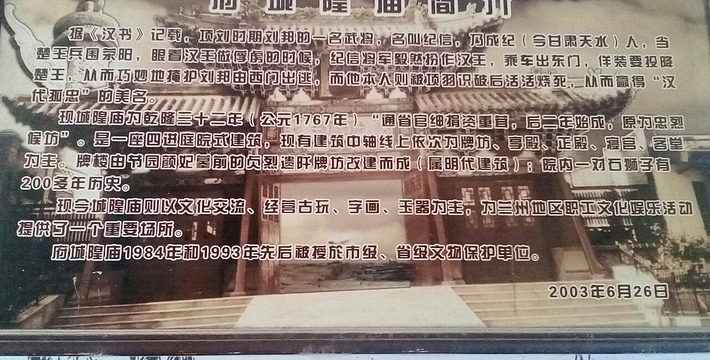 府城隍庙简介
据《汉书》记载，项刘时期刘邦的一名武将，名叫纪信，乃成纪（今甘肃天水）人，当
楚王兵围荥阳，眼看汉王做俘虏的时候，纪信将军毅然扮作汉王，乘车出东门，佯装要投降
楚王，从而巧妙地掩护刘邦由西门出逃，而他本人则被项羽识破后活活烧死，从而赢得“汉
代孤忠”的美名。
现城隍庙为乾隆三十二年（公元1767年）“通省官绅捐资重茸，后二年始成，原为忠烈
候坊”。是一座四进庭院式建筑，现有建筑中轴线上依次为牌坊、享殿、正殿、寝宫、客堂
为主。牌楼由节园颜妃墓前的贞烈遗阡牌坊改建而成（属明代建筑）；院内一对石狮子有
200多年历史。
现今城隍庙则以文化交流、经营古玩、字画、玉器为主，为兰州地区职工文化娱乐活动
提供了一个重要场所。
府城隍庙1984年和1993年先后被授於市级、省级文物保护单位。
2003年6月26日